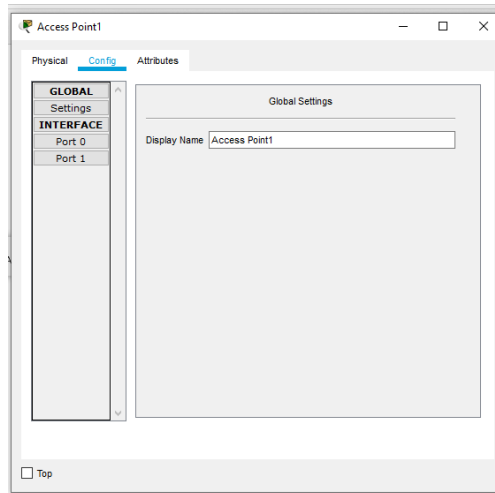 Access Point1
Physical Config Attributes
GLOBAL
Settings
INTERFACE
Port 0
Port 1
Global Settings
Display Name Access Point1
Top